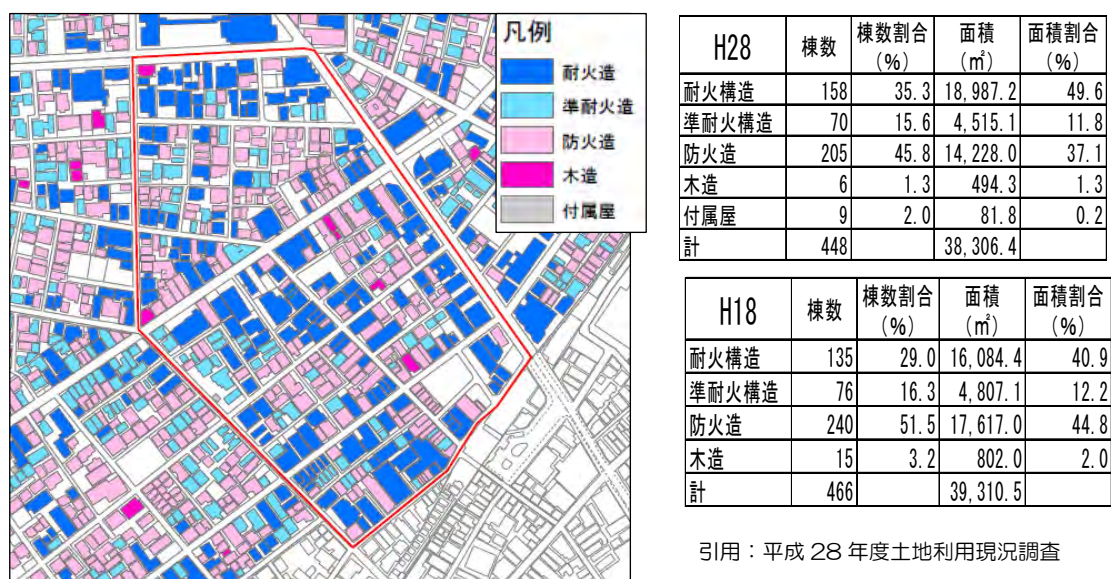 凡例
耐火造
準耐火造
防火造
木造
付属屋
H28 棟数 棟数割合（%） 面積（㎡） 面積割合（%）
耐火構造 158 35.3 18,987.2 49.6
準耐火構造 70 15.6 4,515.1 11.8
防火造 205 45.8 14,228.0 37.1
木造 6 1.3 494.3 1.3
付属屋 9 2.0 81.8 0.2
計 448 38,306.4
H18 棟数 棟数割合（%） 面積（㎡） 面積割合（%）
耐火構造 135 29.0 16,084.4 40.9
準耐火構造 76 16.3 4,807.1 12.2
防火造 240 51.5 17,617.0 44.8
木造 15 3.2 802.0 2.0
計 466 39,310.5
引用：平成 28 年度土地利用現況調査